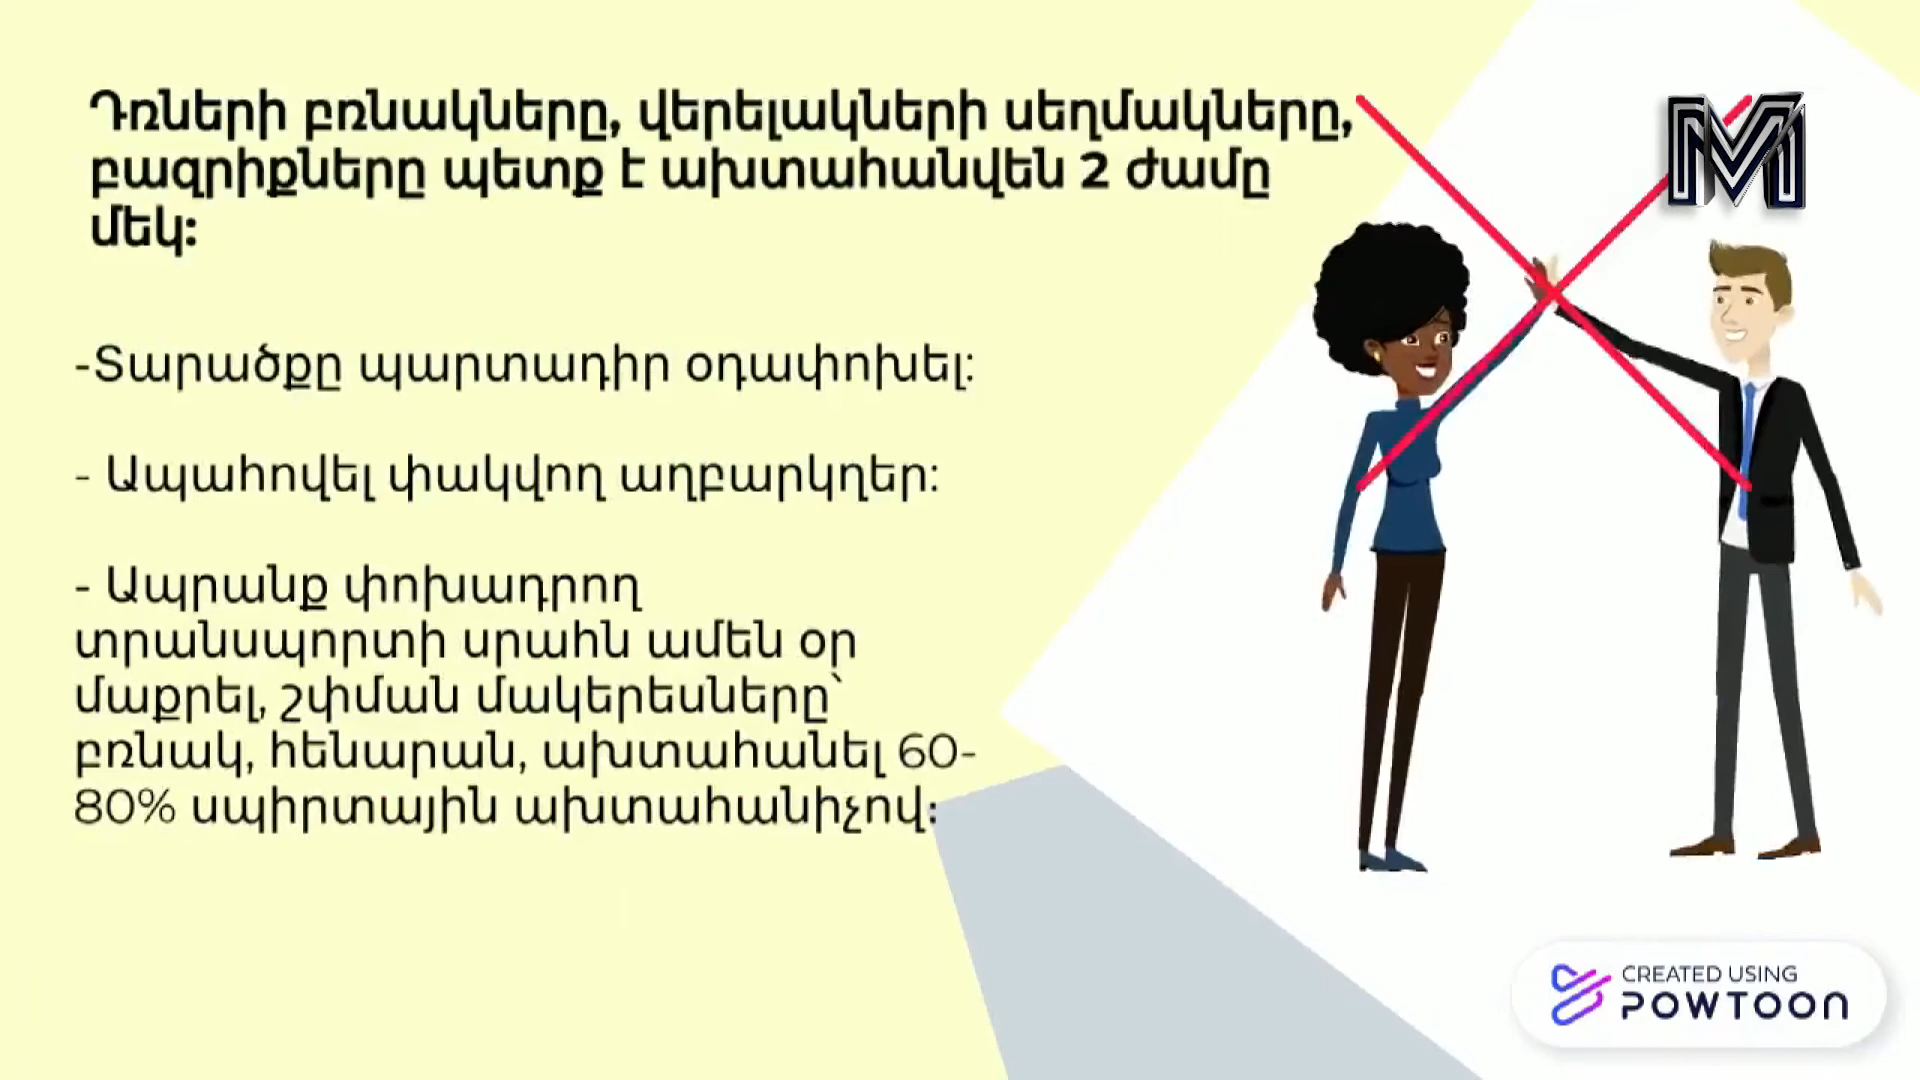 Դռների բռնակները, վերելակների սեղմակները,
բազրիքները պետք է ախտահանվեն 2 ժամը
մեկ:
-Տարածքը պարտադիր օդափոխել:
- Ապահովել փակվող աղբարկղեր:
- Ապրանք փոխադրող
տրանսպորտի սրահն ամեն օր
մաքրել, շփման մակերեսները՝
բռնակ, հենարան, ախտահանել 60-
80% սպիրտային ախտահանիչով:
M
CREATED USING
POWTOON